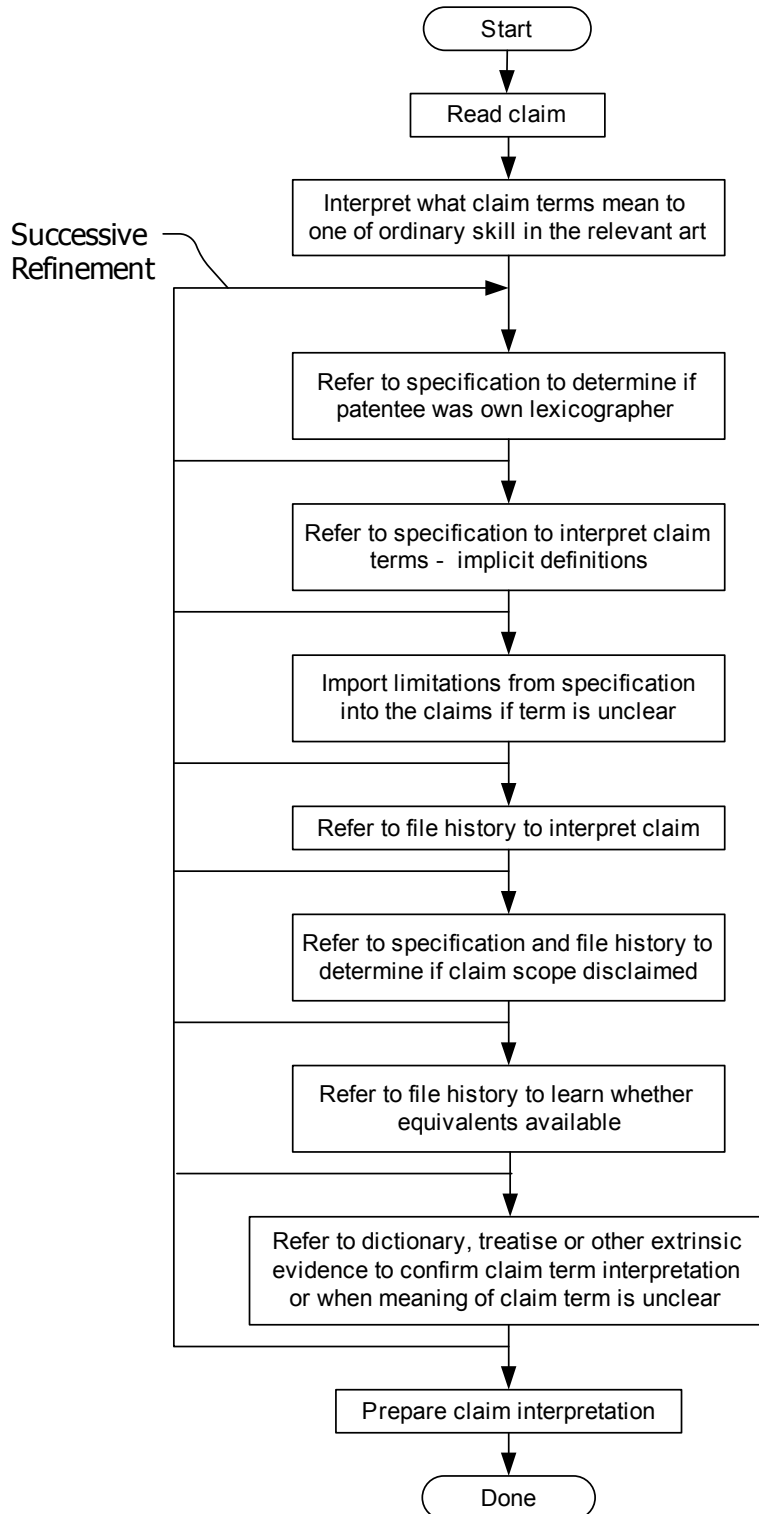 Start
Read claim
Interpret what claim terms mean to
one of ordinary skill in the relevant art
Successive
Refinement
Refer to specification to determine if
patentee was own lexicographer
Refer to specification to interpret claim
terms - implicit definitions
Import limitations from specification
into the claims if term is unclear
Refer to file history to interpret claim
Refer to specification and file history to
determine if claim scope disclaimed
Refer to file history to learn whether
equivalents available
Refer to dictionary, treatise or other extrinsic
evidence to confirm claim term interpretation
or when meaning of claim term is unclear
Prepare claim interpretation
Done